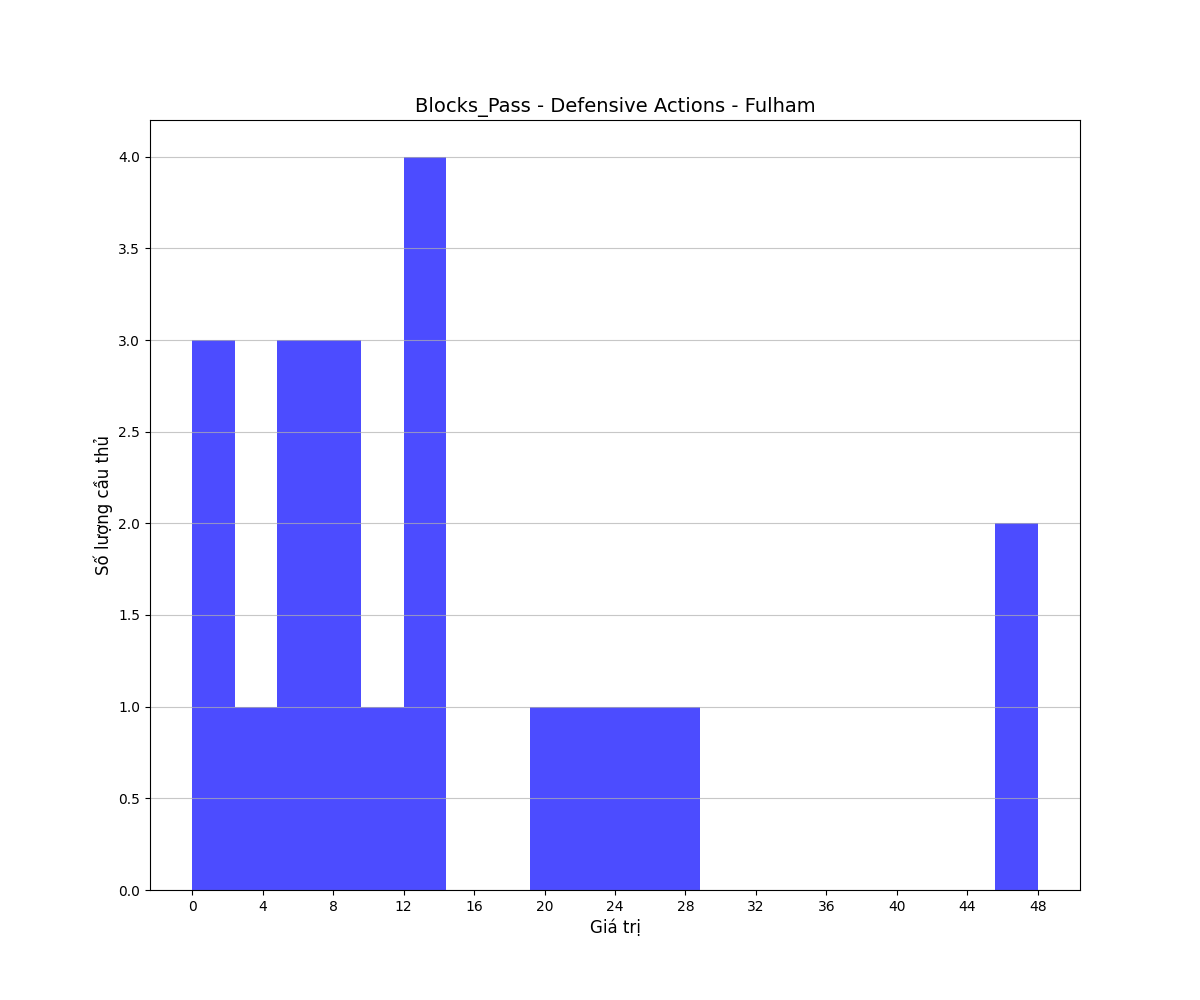 Blocks_Pass - Defensive Actions - Fulham
4.0
3.5
3.0
2.5
2.0
1.5
1.0
0.5
0.0
Số lượng cầu thủ
0 4 8 12 16 20 24 28 32 36 40 44 48
Giá trị